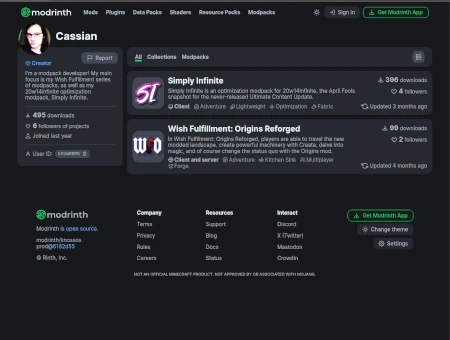 modrinth Mods Plugins Data Packs Shaders Resource Packs Modpacks Sign in Get Modrinth App
Cassian
Report
Creator
I'm a modpack developer! My main
focus is my Wish Fulfillment series
of modpacks, as well as my
20w14infinite optimization
modpack, Simply Infinite.
495 downloads
6 followers of projects
Joined last year
User ID:
All Collections Modpacks
SI
Simply Infinite
Simply Infinite is an optimization modpack for 20w14infinite, the April Fools
snapshot for the never-released Ultimate Content Update.
Client Adventure Lightweight Optimization Fabric
396 downloads
4 followers
Updated 3 months ago
Wish Fulfillment: Origins Reforged
Wish Fulfillment: Origins Reforged, players are able to travel the new
modded landscape, create powerful machinery with Create, delve into
magic, and of course change the status quo with the Origins mod.
Client and server Adventure Kitchen Sink Multiplayer
Forge
99 downloads
2 followers
Updated 4 months ago
modrinth
Modrinth is open source.
modrinth/knossos
© Rinth, Inc.
Company
Terms
Privacy
Rules
Careers
Resources
Support
Blog
Docs
Status
Interact
Discord
X (Twitter)
Mastodon
Crowdin
Get Modrinth App
Change theme
Settings
NOT AN OFFICIAL MINECRAFT PRODUCT. NOT APPROVED BY OR ASSOCIATED WITH MOJANG.